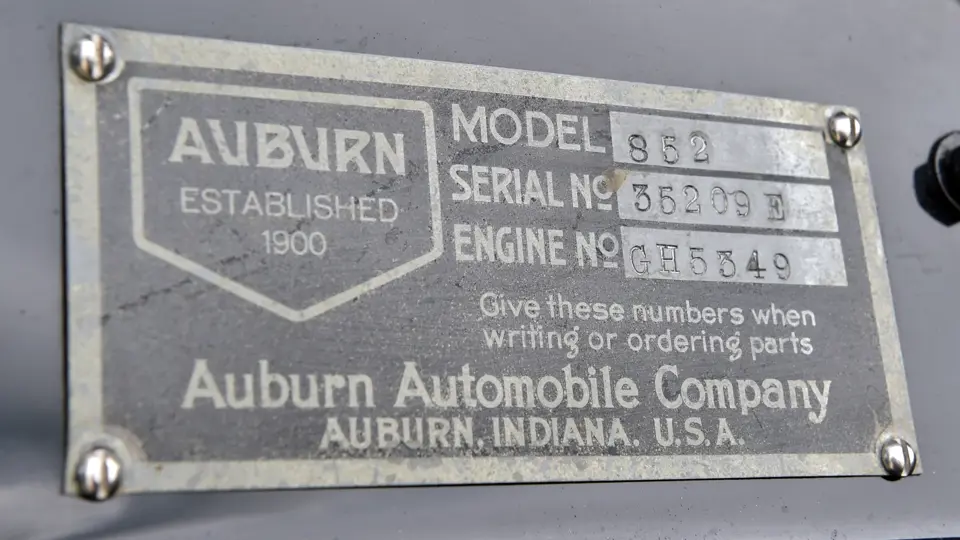 AUBURN
ESTABLISHED
1900
MODEL 852
SERIAL NO 35209 E
ENGINE NO GH5349
Give these numbers when
writing or ordering parts
Auburn Automobile Company
AUBURN, INDIANA. U.S.A.